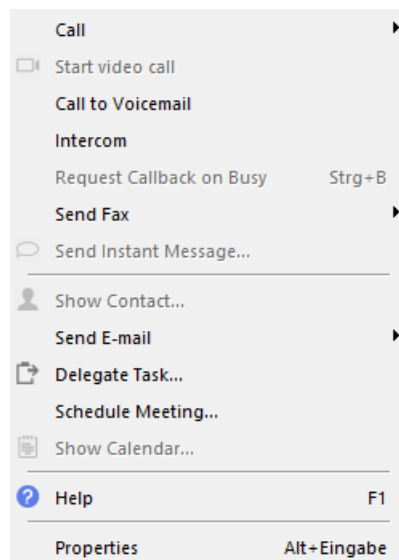 Call
Start video call
Call to Voicemail
Intercom
Request Callback on Busy Strg+B
Send Fax
Send Instant Message...
Show Contact...
Send E-mail
Delegate Task...
Schedule Meeting...
Show Calendar...
Help F1
Properties Alt+Eingabe